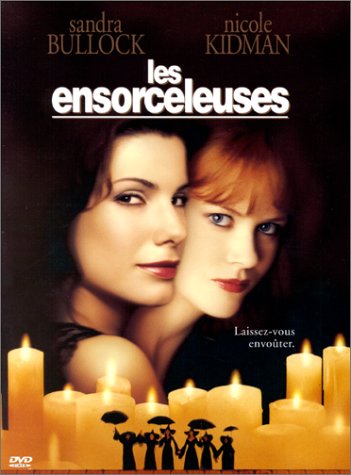 sandra nicole
BULLOCK KIDMAN
les
ensorceleuses
Laissez-vous
envoûter.
DVD